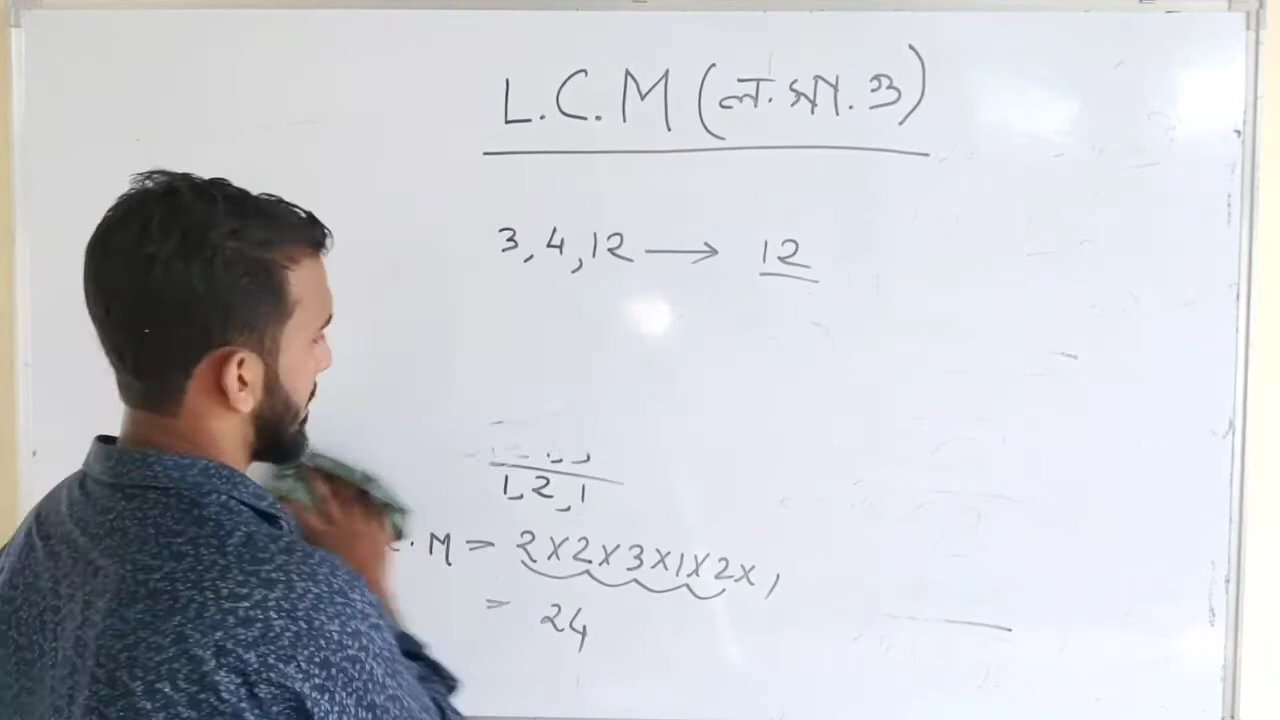 L.C.M (ল.সা.গু)
3, 4, 12 → 12
1, 2, 1
. M = 2×2×3×1×2×1
= 24